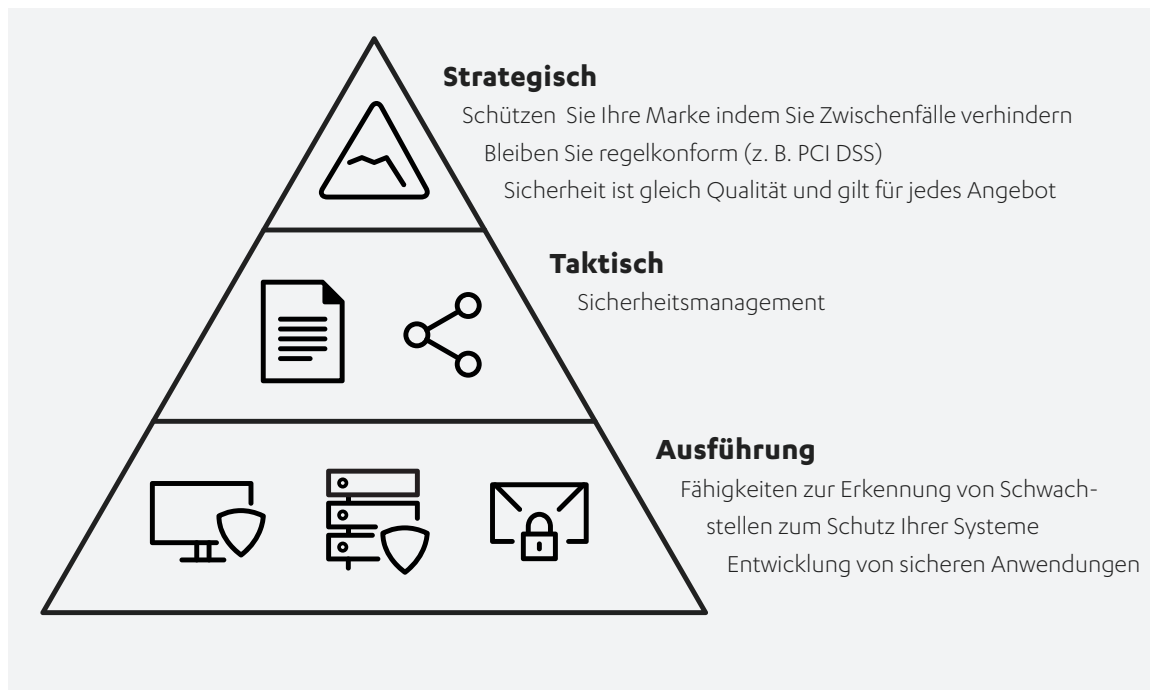 Strategisch
Schützen  Sie Ihre Marke indem Sie Zwischenfälle verhindern
Bleiben Sie regelkonform (z. B. PCI DSS)
Sicherheit ist gleich Qualität und gilt für jedes Angebot
Taktisch
Sicherheitsmanagement
Ausführung
Fähigkeiten zur Erkennung von Schwach-
stellen zum Schutz Ihrer Systeme
Entwicklung von sicheren Anwendungen